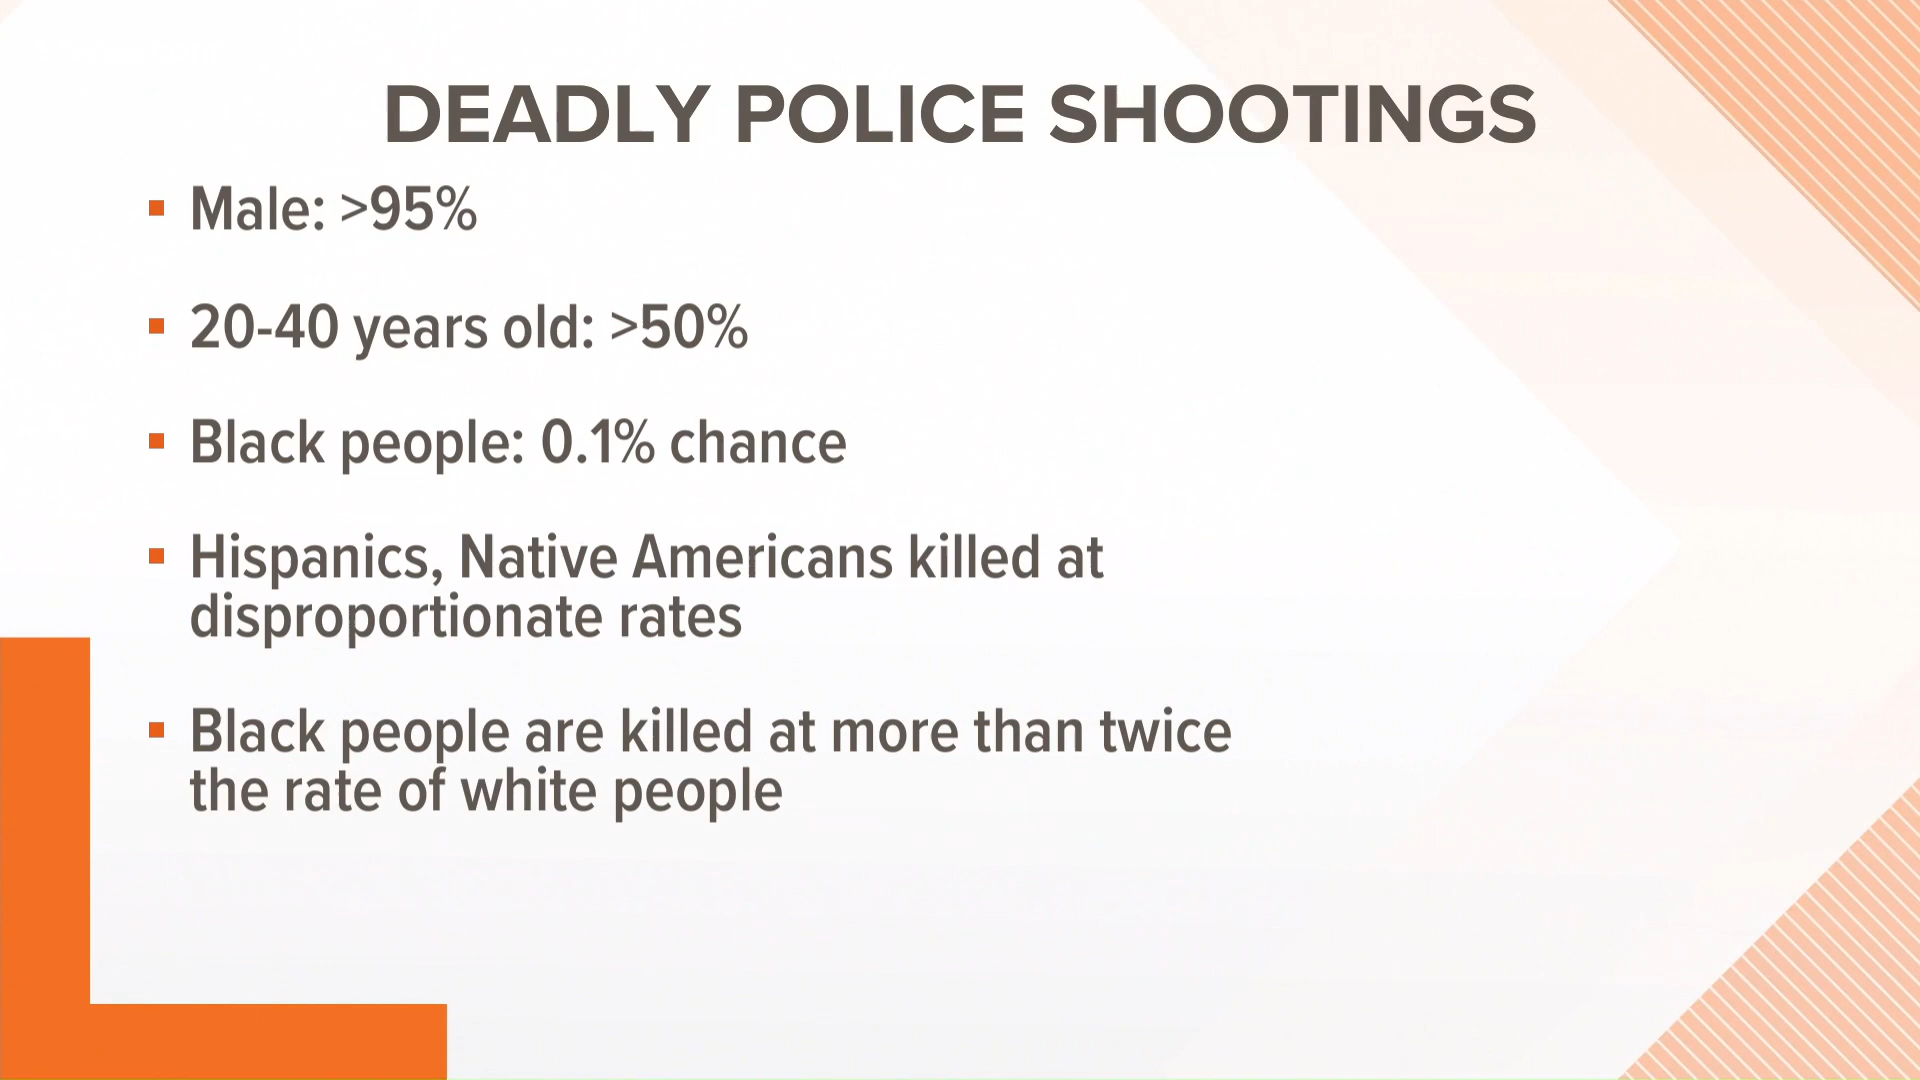 DEADLY POLICE SHOOTINGS
▪ Male: >95%
▪ 20-40 years old: >50%
▪ Black people: 0.1% chance
▪ Hispanics, Native Americans killed at
disproportionate rates
▪ Black people are killed at more than twice
the rate of white people